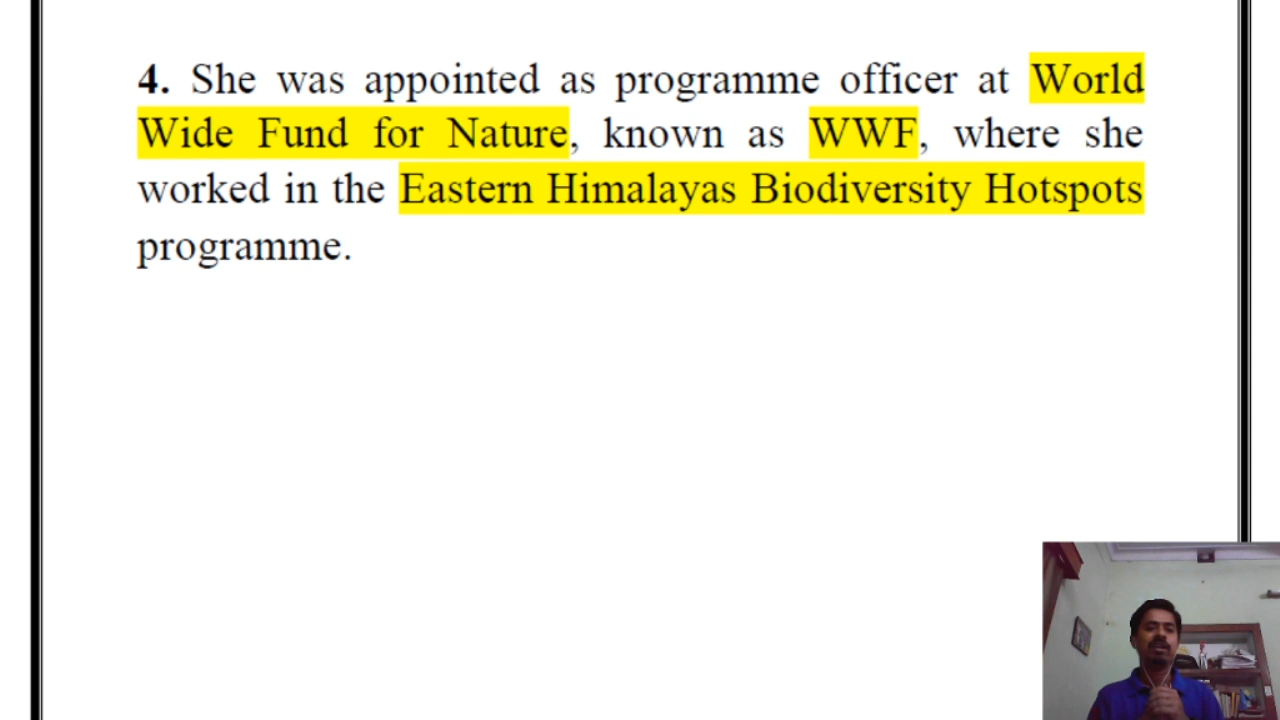 4. She was appointed as programme officer at World
Wide Fund for Nature, known as WWF, where she
worked in the Eastern Himalayas Biodiversity Hotspots
programme.